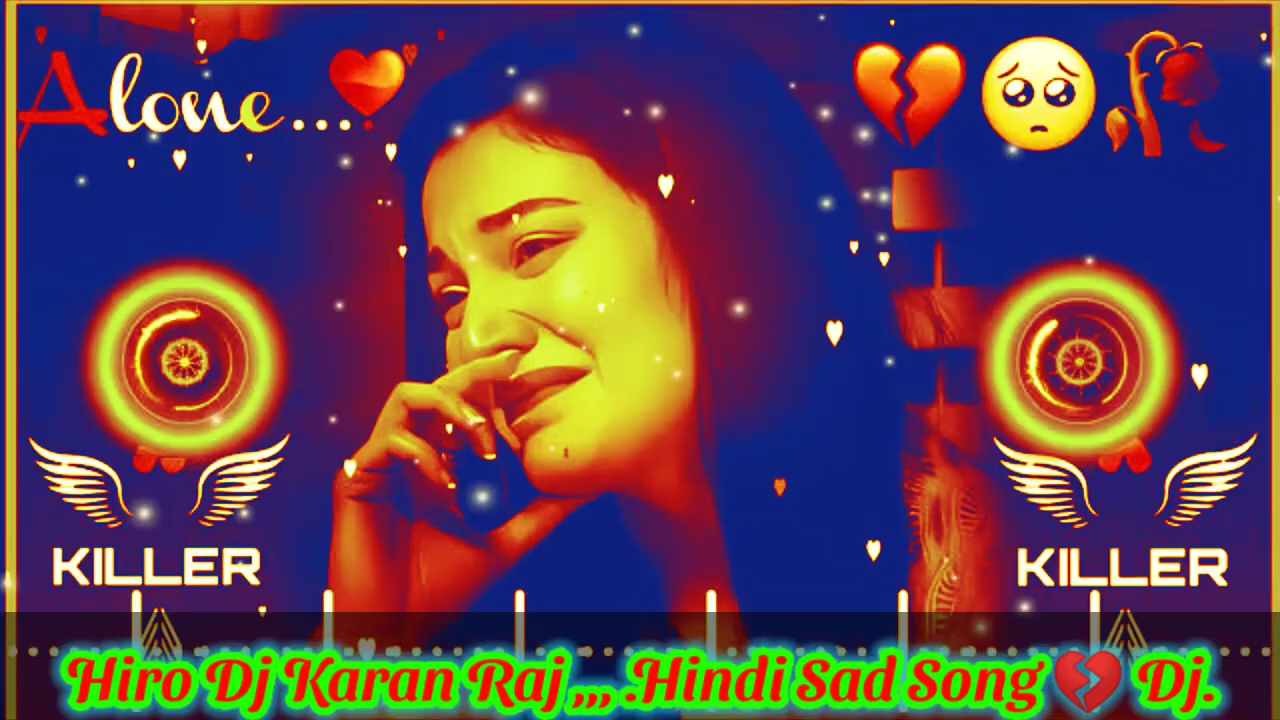 Alone...
KILLER
KILLER
Hiro Dj Karan Raj ,,, .Hindi Sad Song 💔 Dj.